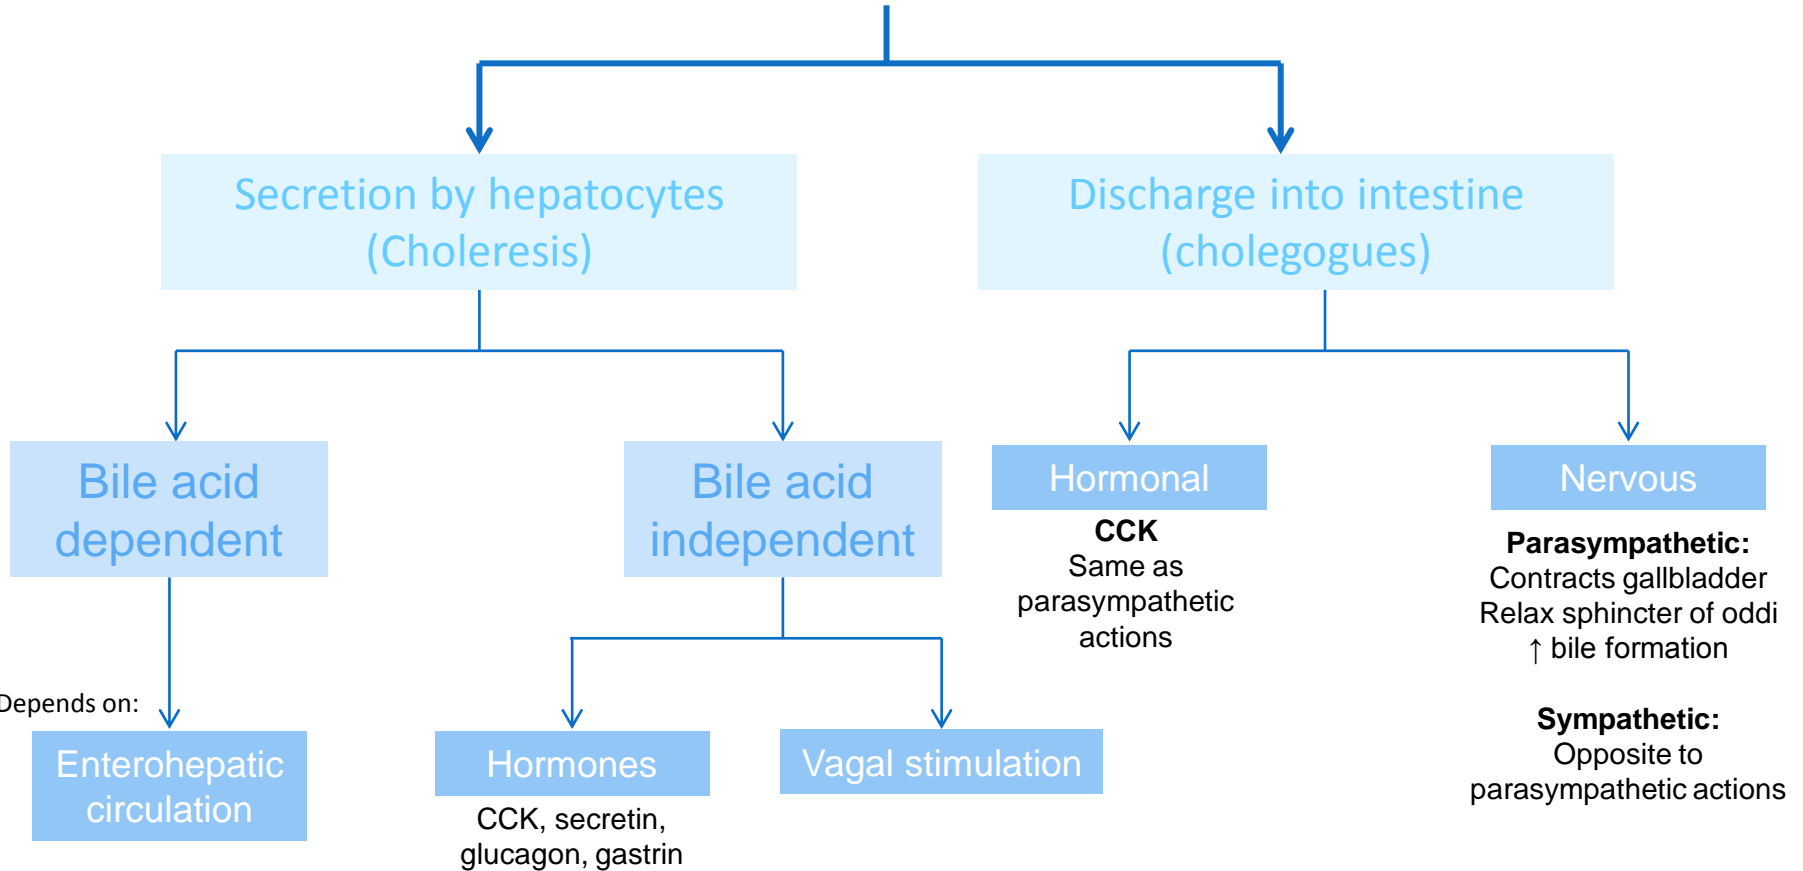 Secretion by hepatocytes
(Choleresis)
Discharge into intestine
(cholegogues)
Bile acid
dependent
Bile acid
independent
Hormonal
CCK
Same as
parasympathetic
actions
Nervous
Parasympathetic:
Contracts gallbladder
Relax sphincter of oddi
↑ bile formation
Sympathetic:
Opposite to
parasympathetic actions
Depends on:
Enterohepatic
circulation
Hormones
CCK, secretin,
glucagon, gastrin
Vagal stimulation